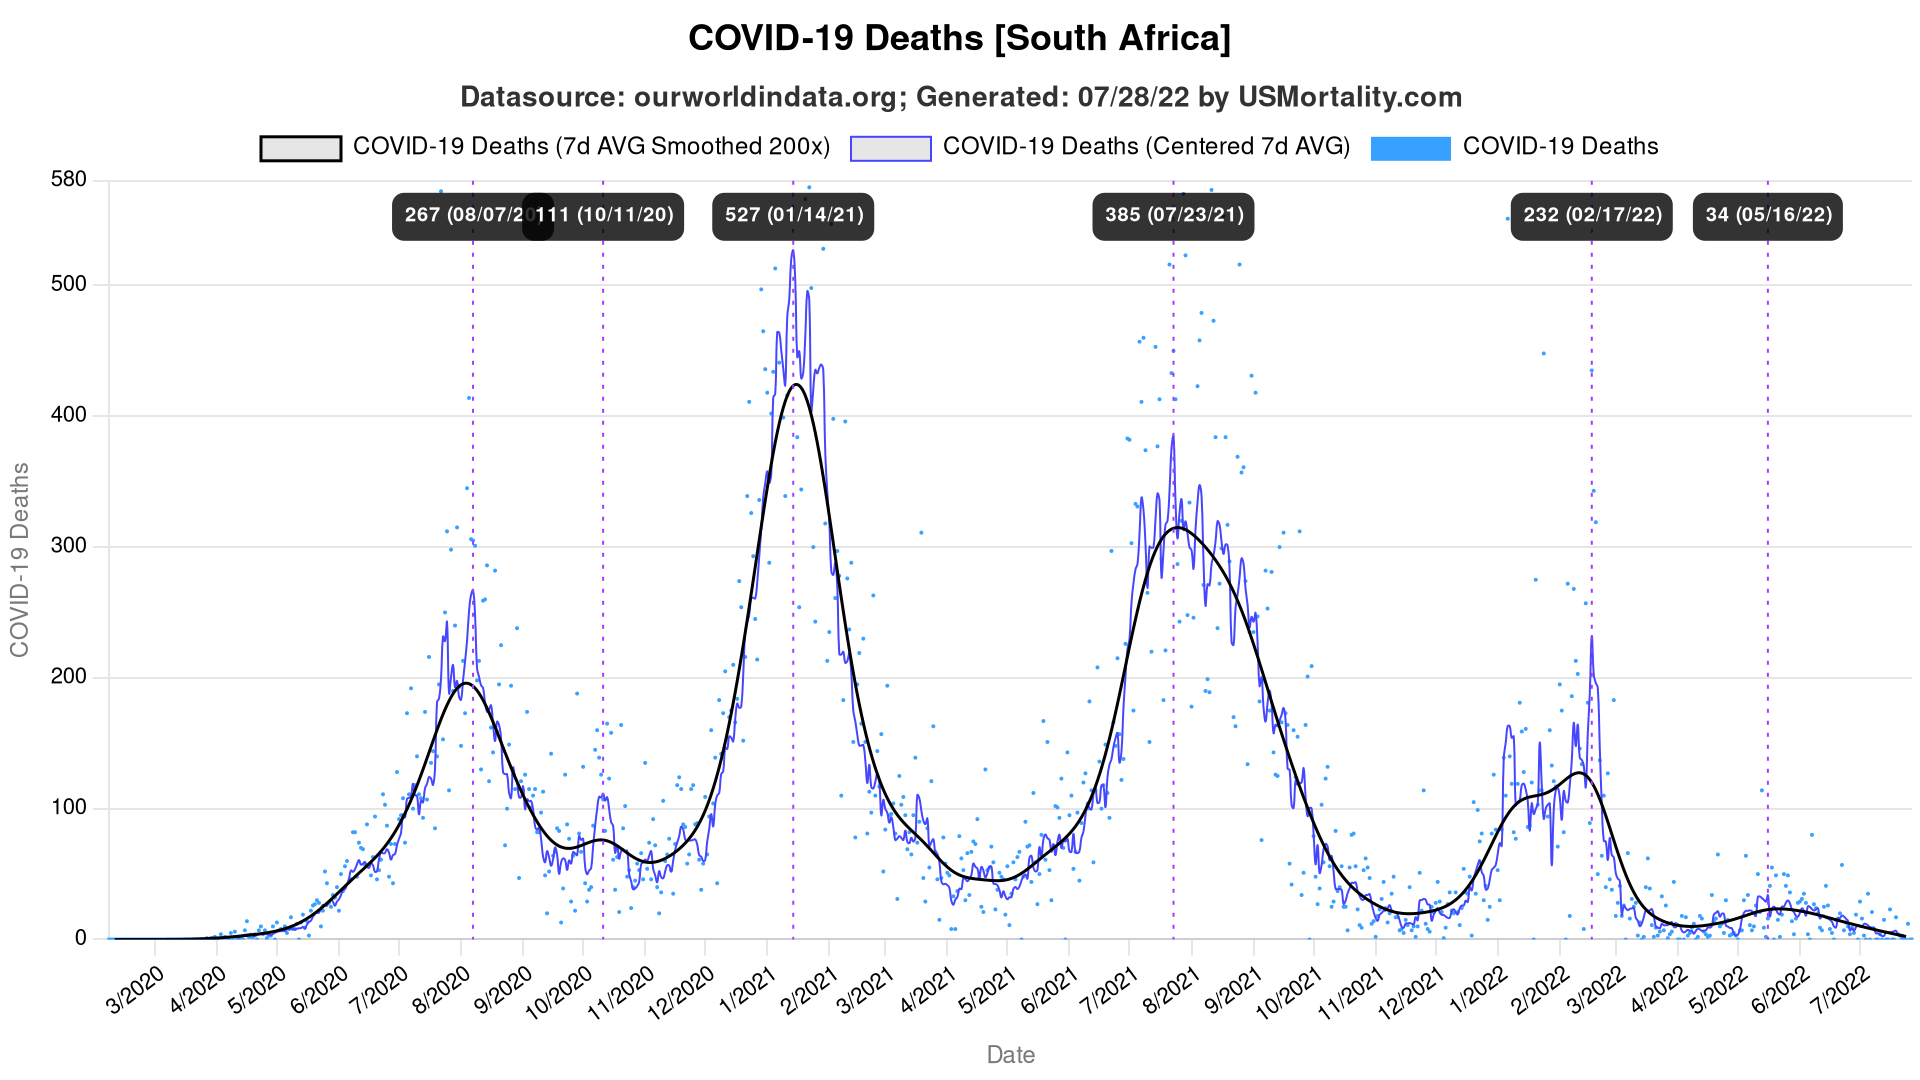 COVID-19 Deaths [South Africa]
Datasource: ourworldindata.org; Generated: 07/28/22 by USMortality.com
COVID-19 Deaths (7d AVG Smoothed 200x) COVID-19 Deaths (Centered 7d AVG) COVID-19 Deaths
580
267 (08/07/20) 111 (10/11/20) 527 (01/14/21) 385 (07/23/21) 232 (02/17/22) 34 (05/16/22)
500
400
300
200
100
0
COVID-19 Deaths
3/2020 4/2020 5/2020 6/2020 7/2020 8/2020 9/2020 10/2020 11/2020 12/2020 1/2021 2/2021 3/2021 4/2021 5/2021 6/2021 7/2021 8/2021 9/2021 10/2021 11/2021 12/2021 1/2022 2/2022 3/2022 4/2022 5/2022 6/2022 7/2022
Date